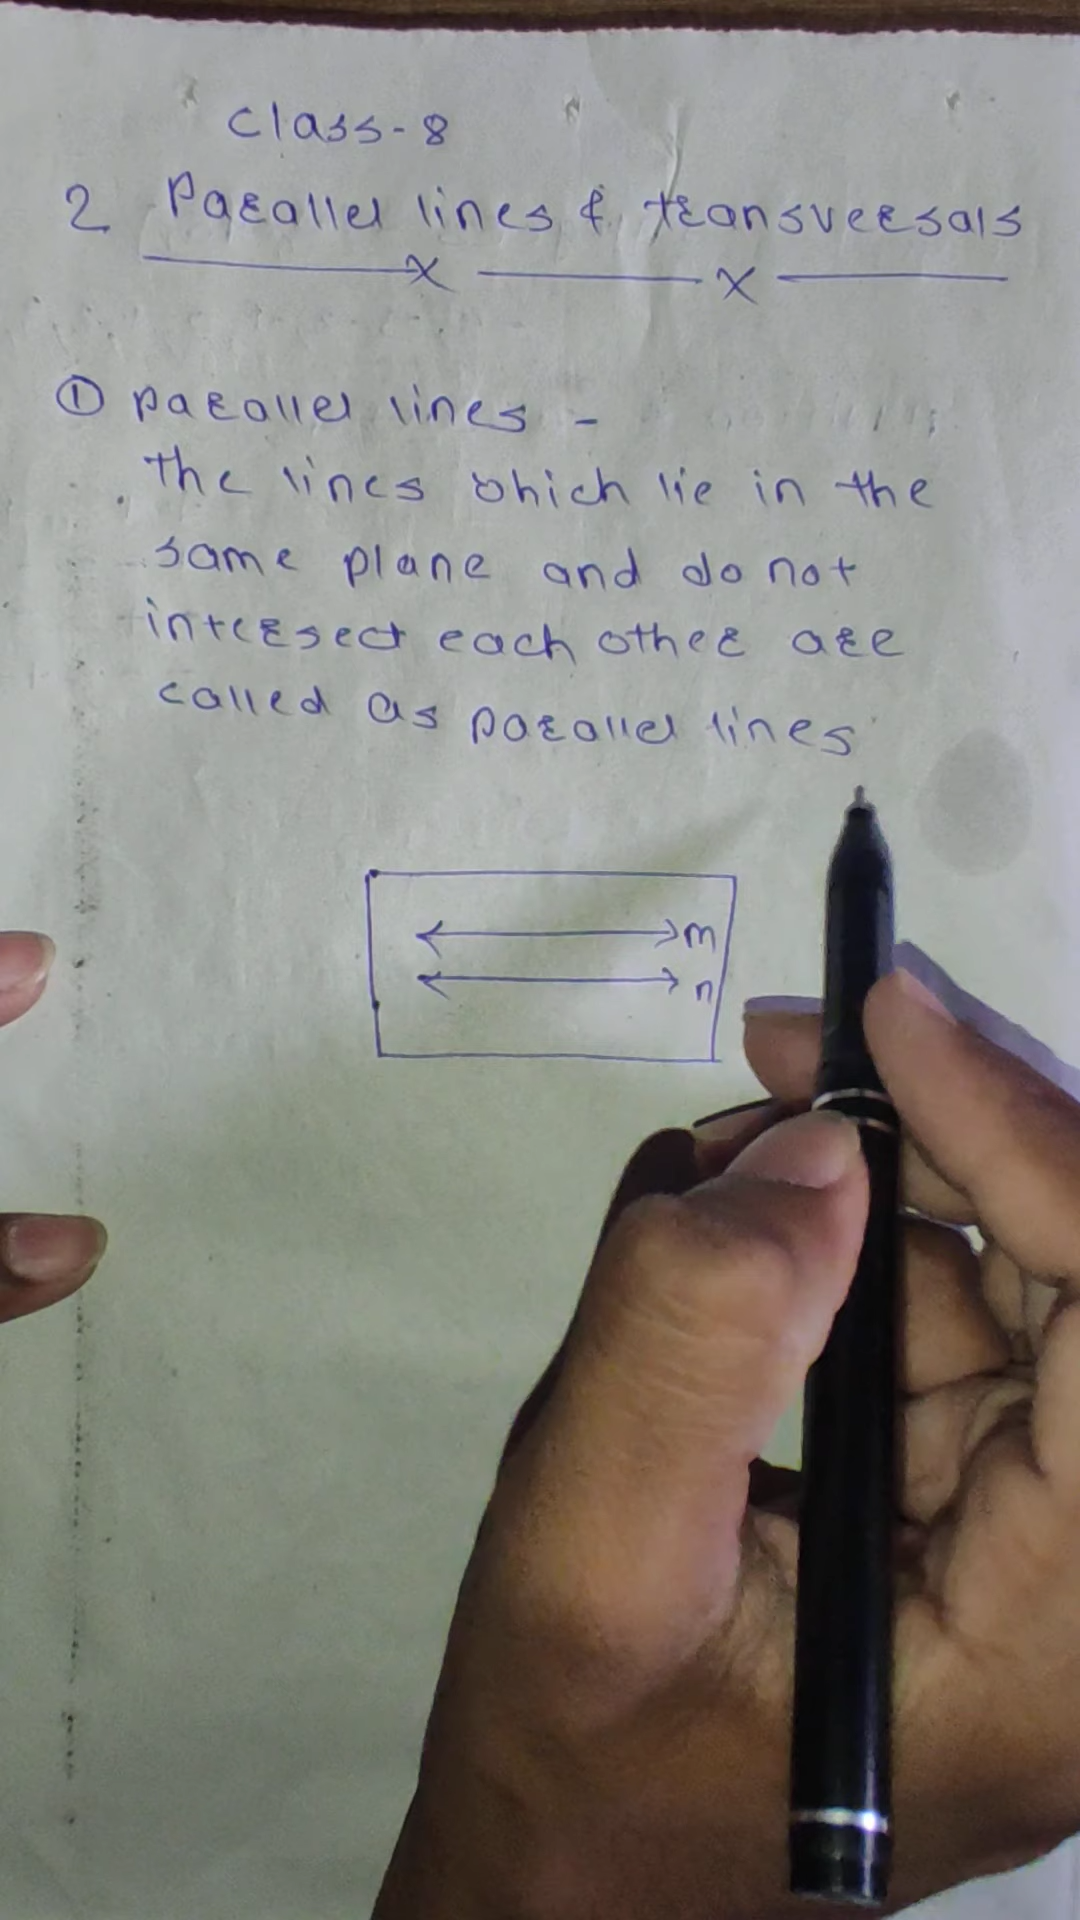 Class-8
2 Parallel lines & transversals
① parallel lines -
the lines which lie in the
same plane and do not
intersect each other are
called as parallel lines
m
n